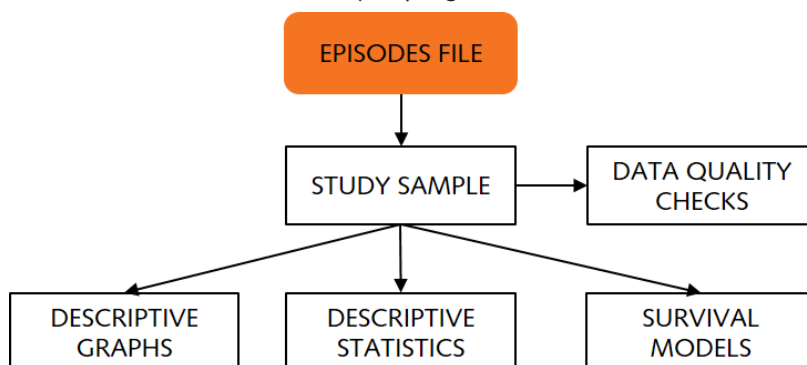 EPISODES FILE
STUDY SAMPLE
DATA QUALITY
CHECKS
DESCRIPTIVE
GRAPHS
DESCRIPTIVE
STATISTICS
SURVIVAL
MODELS